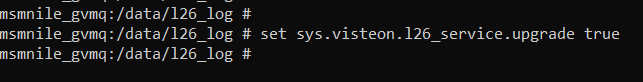 msmnile_gvmq:/data/l26_log #
msmnile_gvmq:/data/l26_log # set sys.visteon.l26_service.upgrade true
msmnile_gvmq:/data/l26_log #